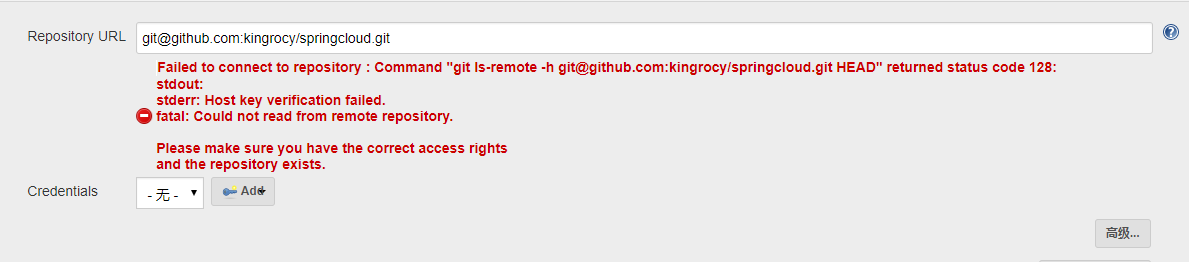 Repository URL git@github.com:kingrocy/springcloud.git
Failed to connect to repository : Command "git ls-remote -h git@github.com:kingrocy/springcloud.git HEAD" returned status code 128:
stdout:
stderr: Host key verification failed.
fatal: Could not read from remote repository.
Please make sure you have the correct access rights
and the repository exists.
Credentials - 无 - Add
高级...